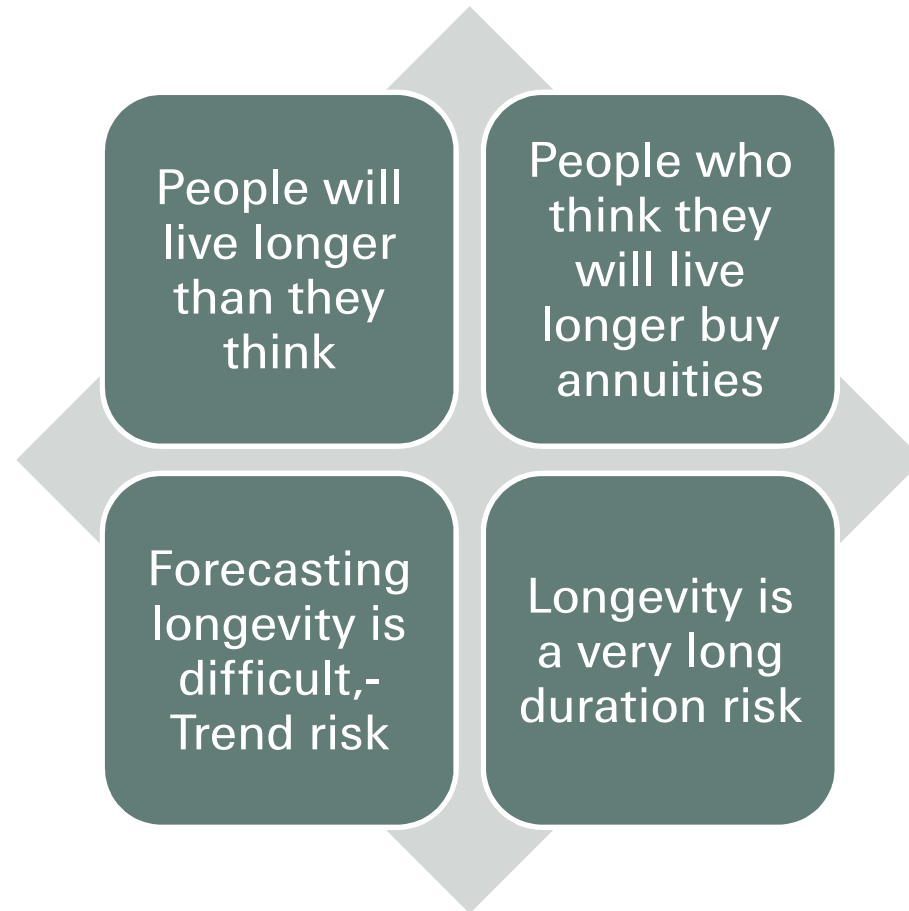 People will
live longer
than they
think
People who
think they
will live
longer buy
annuities
Forecasting
longevity is
difficult,-
Trend risk
Longevity is
a very long
duration risk